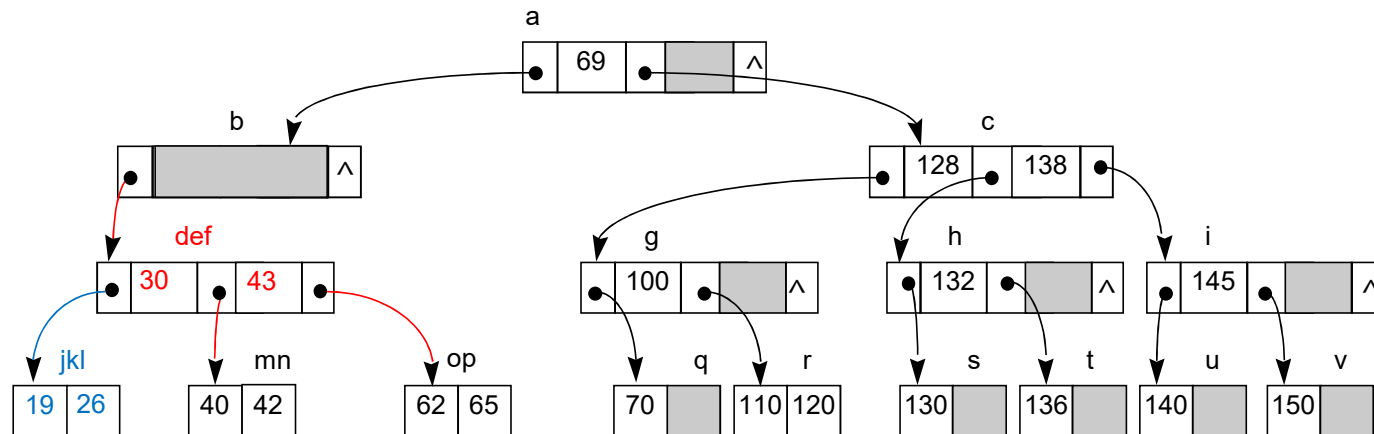 a
69 ^
b c
^ 128 138
def g h i
30 43 100 ^ 132 ^ 145 ^
jkl mn op q r s t u v
19 26 40 42 62 65 70 110 120 130 136 140 150